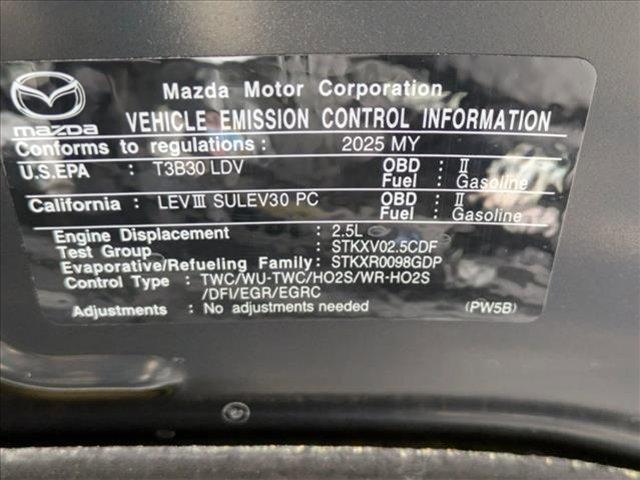 Mazda Motor Corporation
mazda VEHICLE EMISSION CONTROL INFORMATION
Conforms to regulations : 2025 MY
U.S.EPA : T3B30 LDV OBD : II
Fuel : Gasoline
California : LEVIII SULEV30 PC OBD : II
Fuel : Gasoline
Engine Displacement : 2.5L
Test Group : STKXV02.5CDF
Evaporative/Refueling Family : STKXR0098GDP
Control Type : TWC/WU-TWC/HO2S/WR-HO2S
/DFI/EGR/EGRC
Adjustments : No adjustments needed (PW5B)